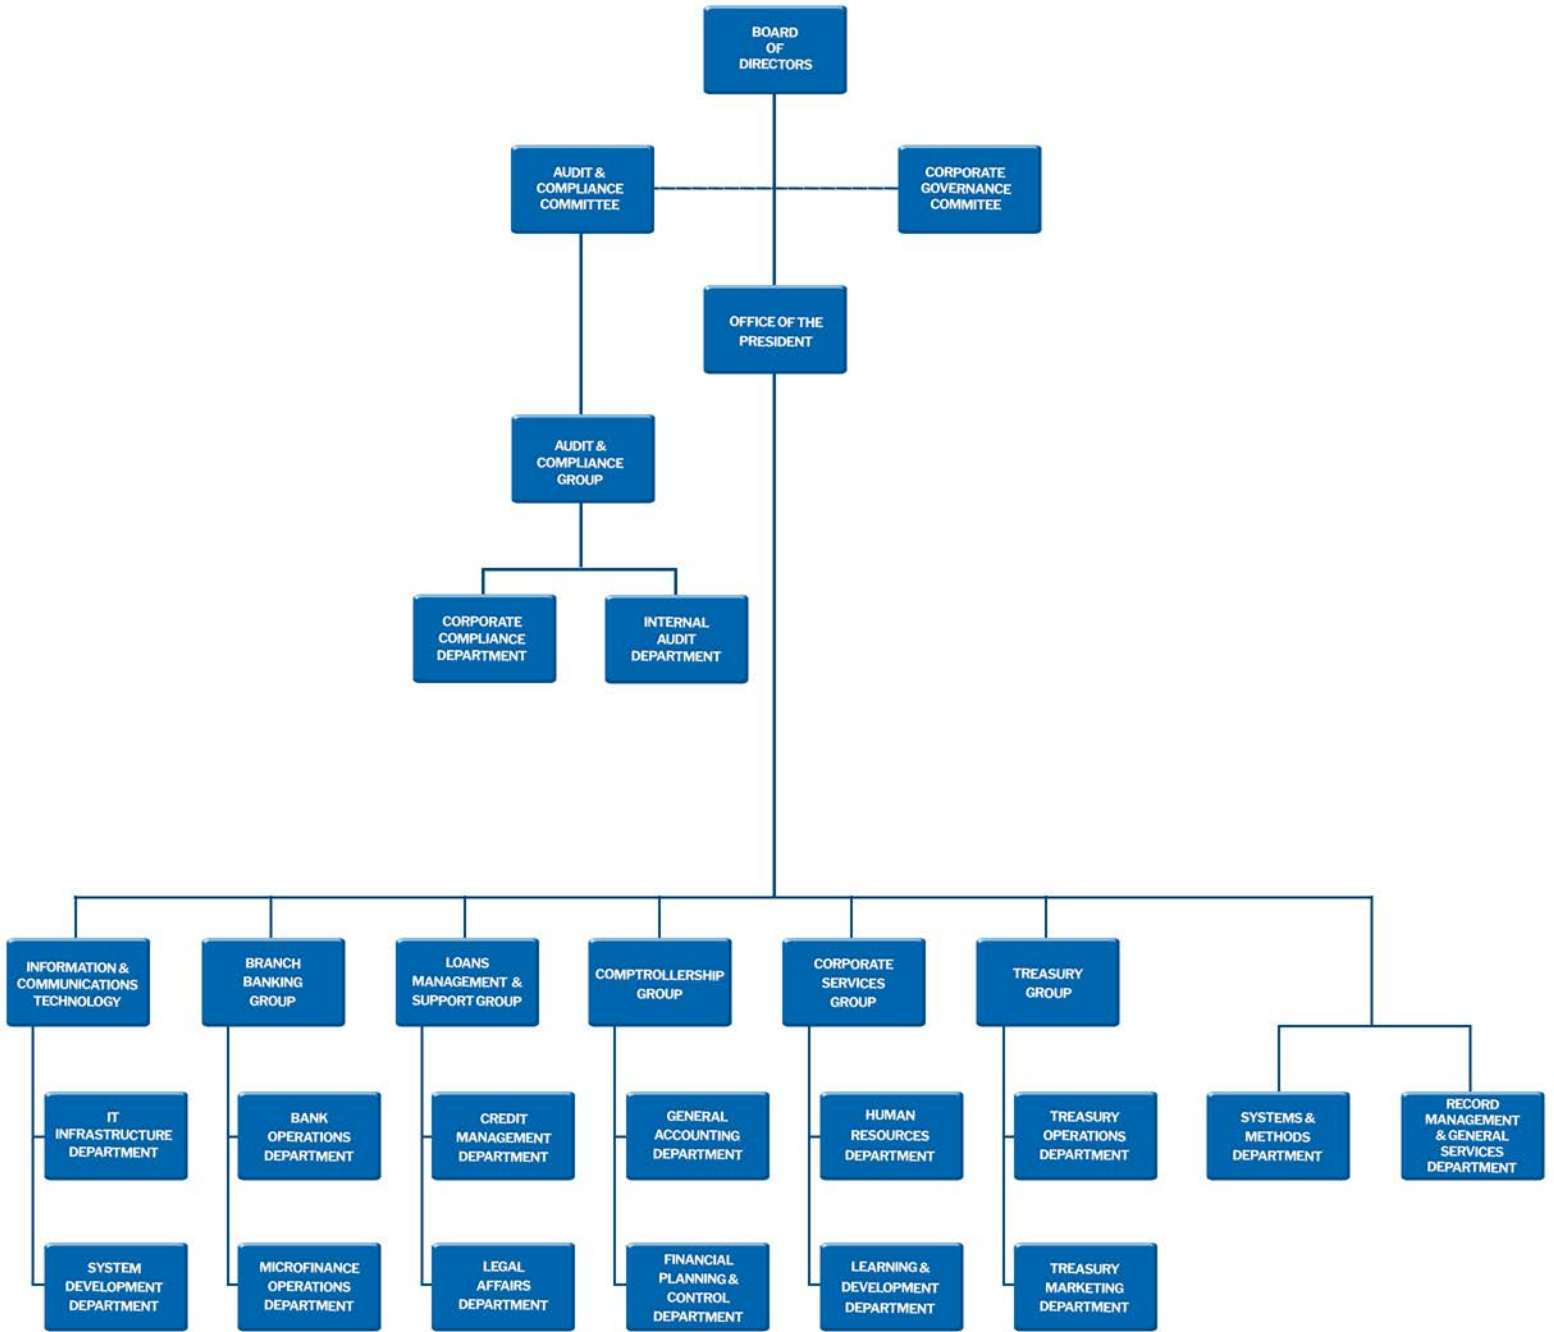 BOARD
OF
DIRECTORS
AUDIT &
COMPLIANCE
COMMITTEE
CORPORATE
GOVERNANCE
COMMITEE
OFFICE OF THE
PRESIDENT
AUDIT &
COMPLIANCE
GROUP
CORPORATE
COMPLIANCE
DEPARTMENT
INTERNAL
AUDIT
DEPARTMENT
INFORMATION &
COMMUNICATIONS
TECHNOLOGY
BRANCH
BANKING
GROUP
LOANS
MANAGEMENT &
SUPPORT GROUP
COMPTROLLERSHIP
GROUP
CORPORATE
SERVICES
GROUP
TREASURY
GROUP
IT
INFRASTRUCTURE
DEPARTMENT
BANK
OPERATIONS
DEPARTMENT
CREDIT
MANAGEMENT
DEPARTMENT
GENERAL
ACCOUNTING
DEPARTMENT
HUMAN
RESOURCES
DEPARTMENT
TREASURY
OPERATIONS
DEPARTMENT
SYSTEMS &
METHODS
DEPARTMENT
RECORD
MANAGEMENT
& GENERAL
SERVICES
DEPARTMENT
SYSTEM
DEVELOPMENT
DEPARTMENT
MICROFINANCE
OPERATIONS
DEPARTMENT
LEGAL
AFFAIRS
DEPARTMENT
FINANCIAL
PLANNING &
CONTROL
DEPARTMENT
LEARNING &
DEVELOPMENT
DEPARTMENT
TREASURY
MARKETING
DEPARTMENT